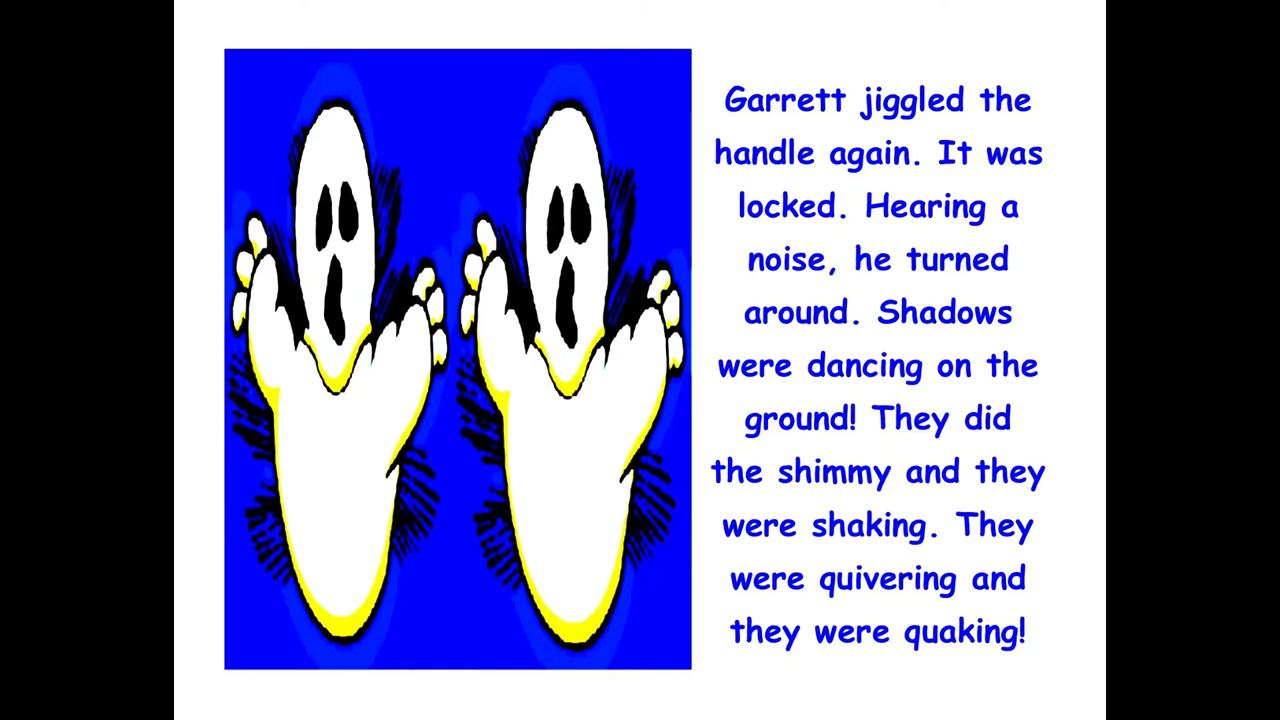 Garrett jiggled the
handle again. It was
locked. Hearing a
noise, he turned
around. Shadows
were dancing on the
ground! They did
the shimmy and they
were shaking. They
were quivering and
they were quaking!